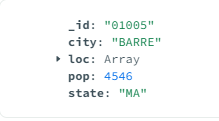 _id: "01005"
city: "BARRE"
loc: Array
pop: 4546
state: "MA"